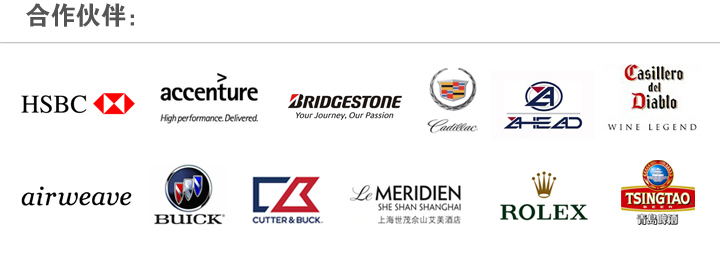 合作伙伴:
HSBC
accenture
High performance. Delivered.
BRIDGESTONE
Your Journey, Our Passion
Cadillac
AHEAD
Casillero
del
Diablo
WINE LEGEND
airweave
BUICK
CUTTER & BUCK
Le MERIDIEN
SHE SHAN SHANGHAI
上海世茂佘山艾美酒店
ROLEX
TSINGTAO
青岛啤酒